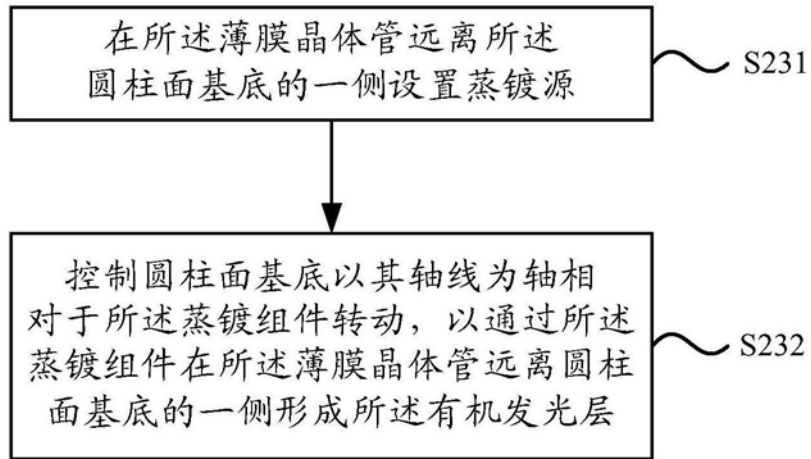 在所述薄膜晶体管远离所述
圆柱面基底的一侧设置蒸镀源
S231
控制圆柱面基底以其轴线为轴相
对于所述蒸镀组件转动，以通过所述
蒸镀组件在所述薄膜晶体管远离圆柱
面基底的一侧形成所述有机发光层
S232